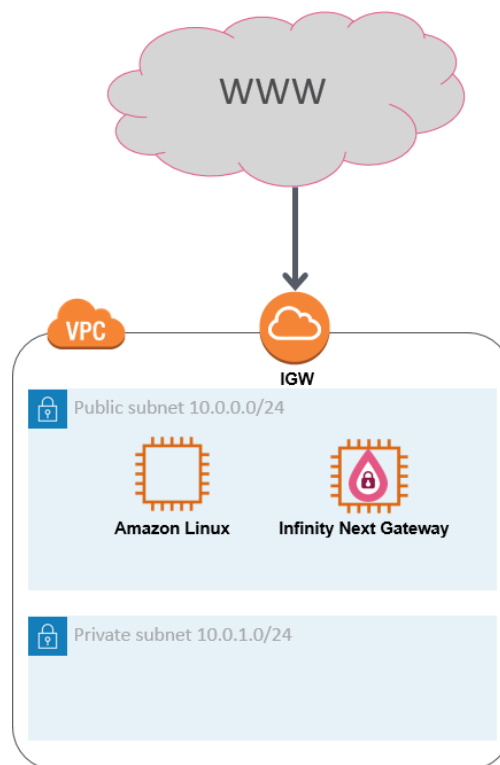 WWW
VPC
IGW
Public subnet 10.0.0.0/24
Amazon Linux
Infinity Next Gateway
Private subnet 10.0.1.0/24